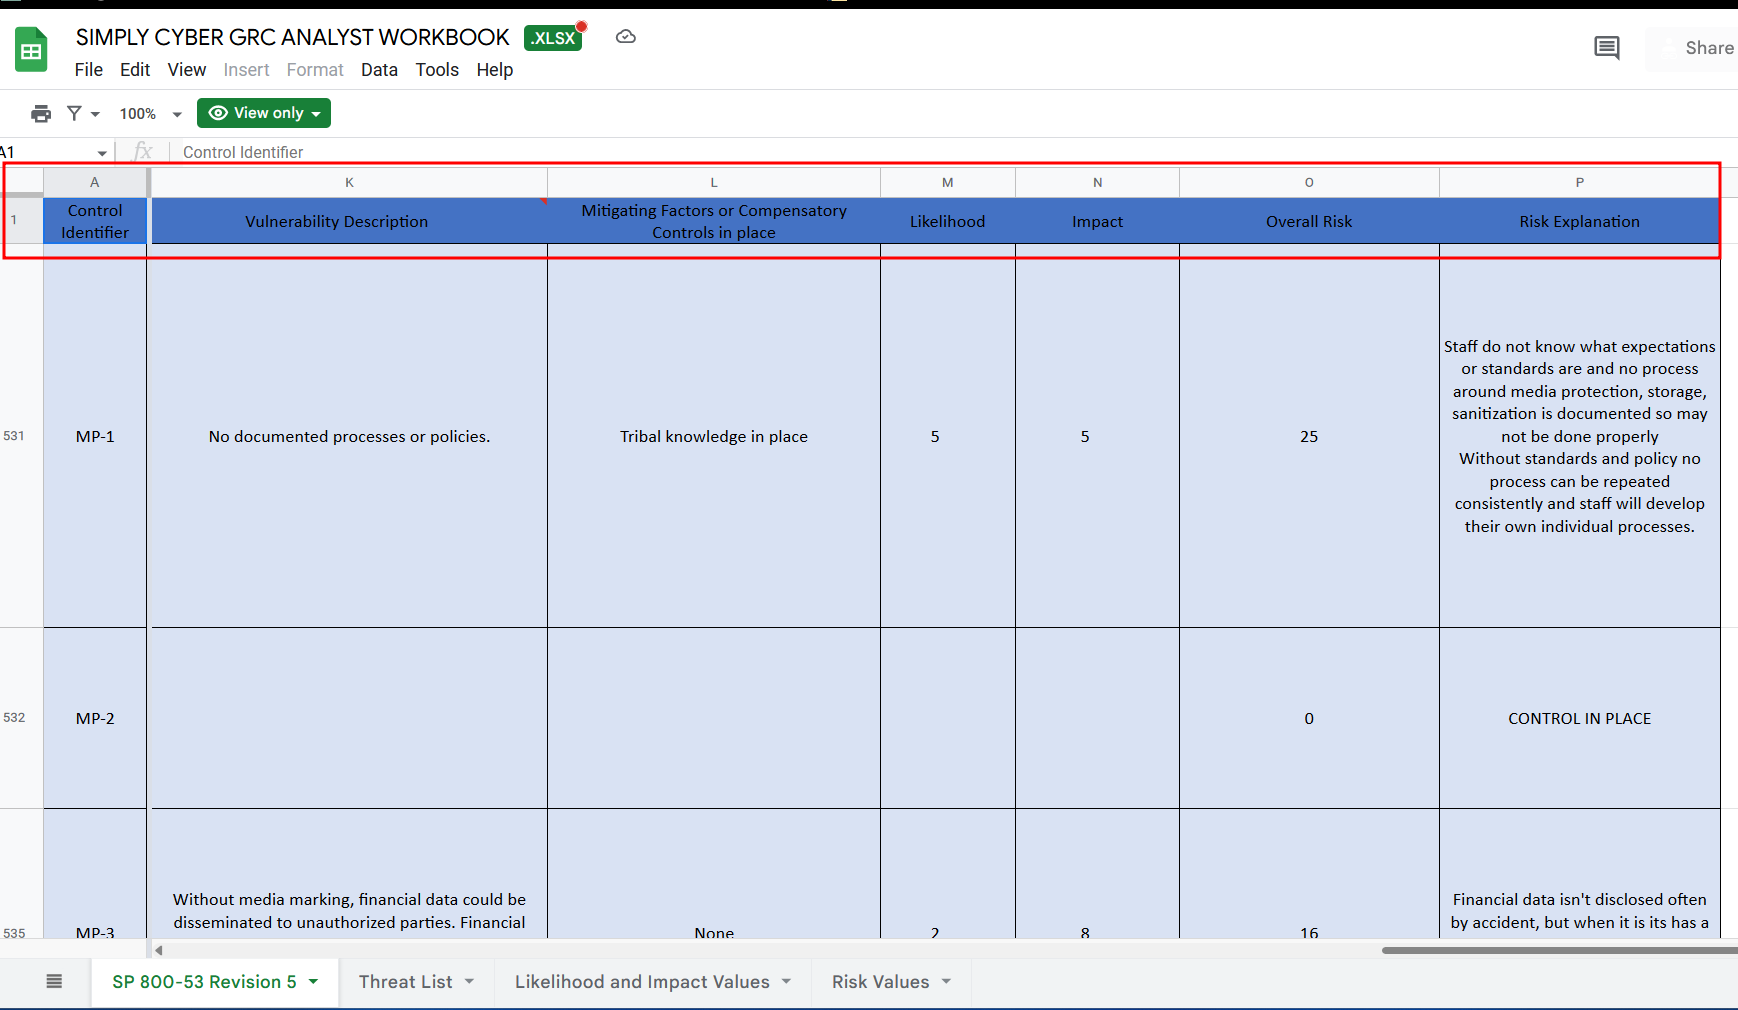 SIMPLY CYBER GRC ANALYST WORKBOOK .XLSX
File Edit View Insert Format Data Tools Help
Share
100% View only
A1 fx Control Identifier
A K L M N O P
1 Control Identifier Vulnerability Description Mitigating Factors or Compensatory Controls in place Likelihood Impact Overall Risk Risk Explanation
531 MP-1 No documented processes or policies. Tribal knowledge in place 5 5 25
Staff do not know what expectations
or standards are and no process
around media protection, storage,
sanitization is documented so may
not be done properly
Without standards and policy no
process can be repeated
consistently and staff will develop
their own individual processes.
532 MP-2 0 CONTROL IN PLACE
535 MP-3
Without media marking, financial data could be
disseminated to unauthorized parties. Financial
None 2 8 16
Financial data isn't disclosed often
by accident, but when it is its has a
SP 800-53 Revision 5 Threat List Likelihood and Impact Values Risk Values